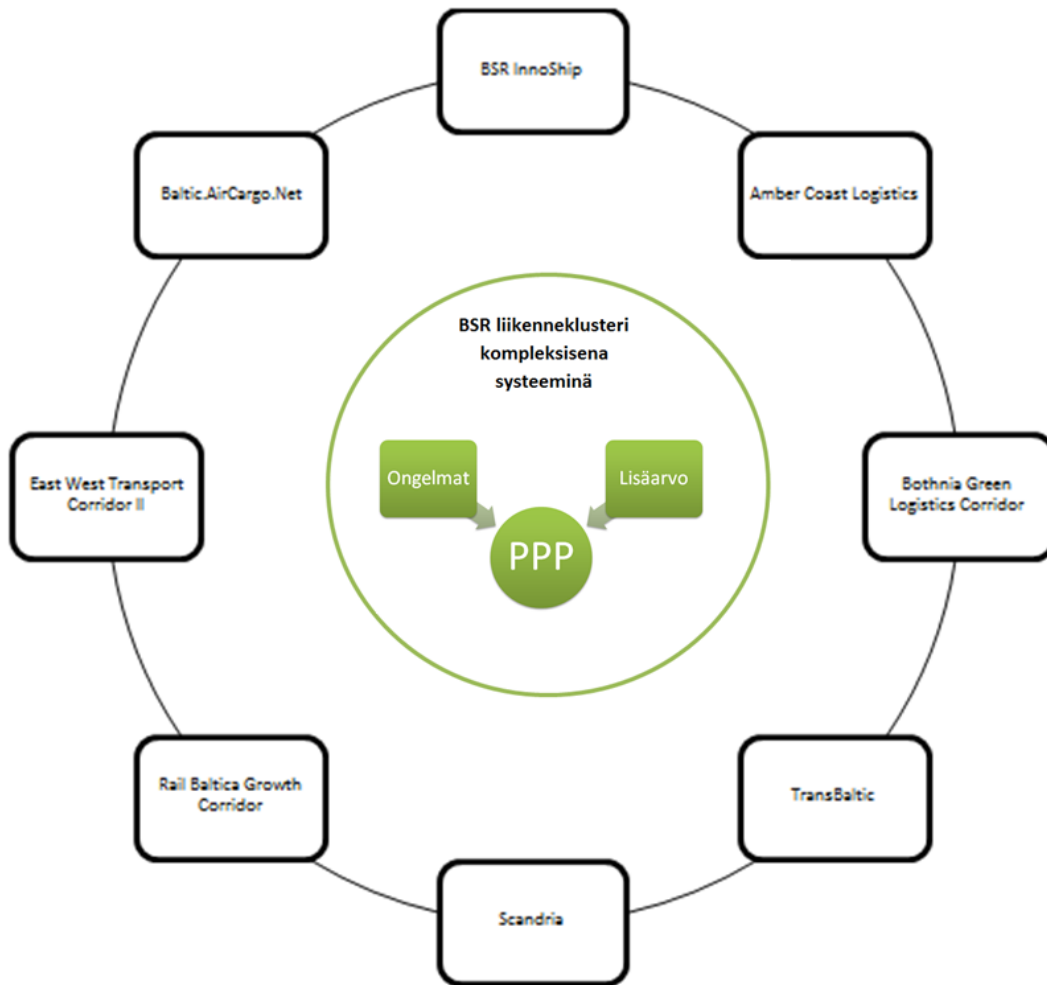 BSR InnoShip
Baltic.AirCargo.Net
Amber Coast Logistics
BSR liikenneklusteri
kompleksisena
systeeminä
Ongelmat
Lisäarvo
PPP
East West Transport
Corridor II
Bothnia Green
Logistics Corridor
Rail Baltica Growth
Corridor
TransBaltic
Scandria